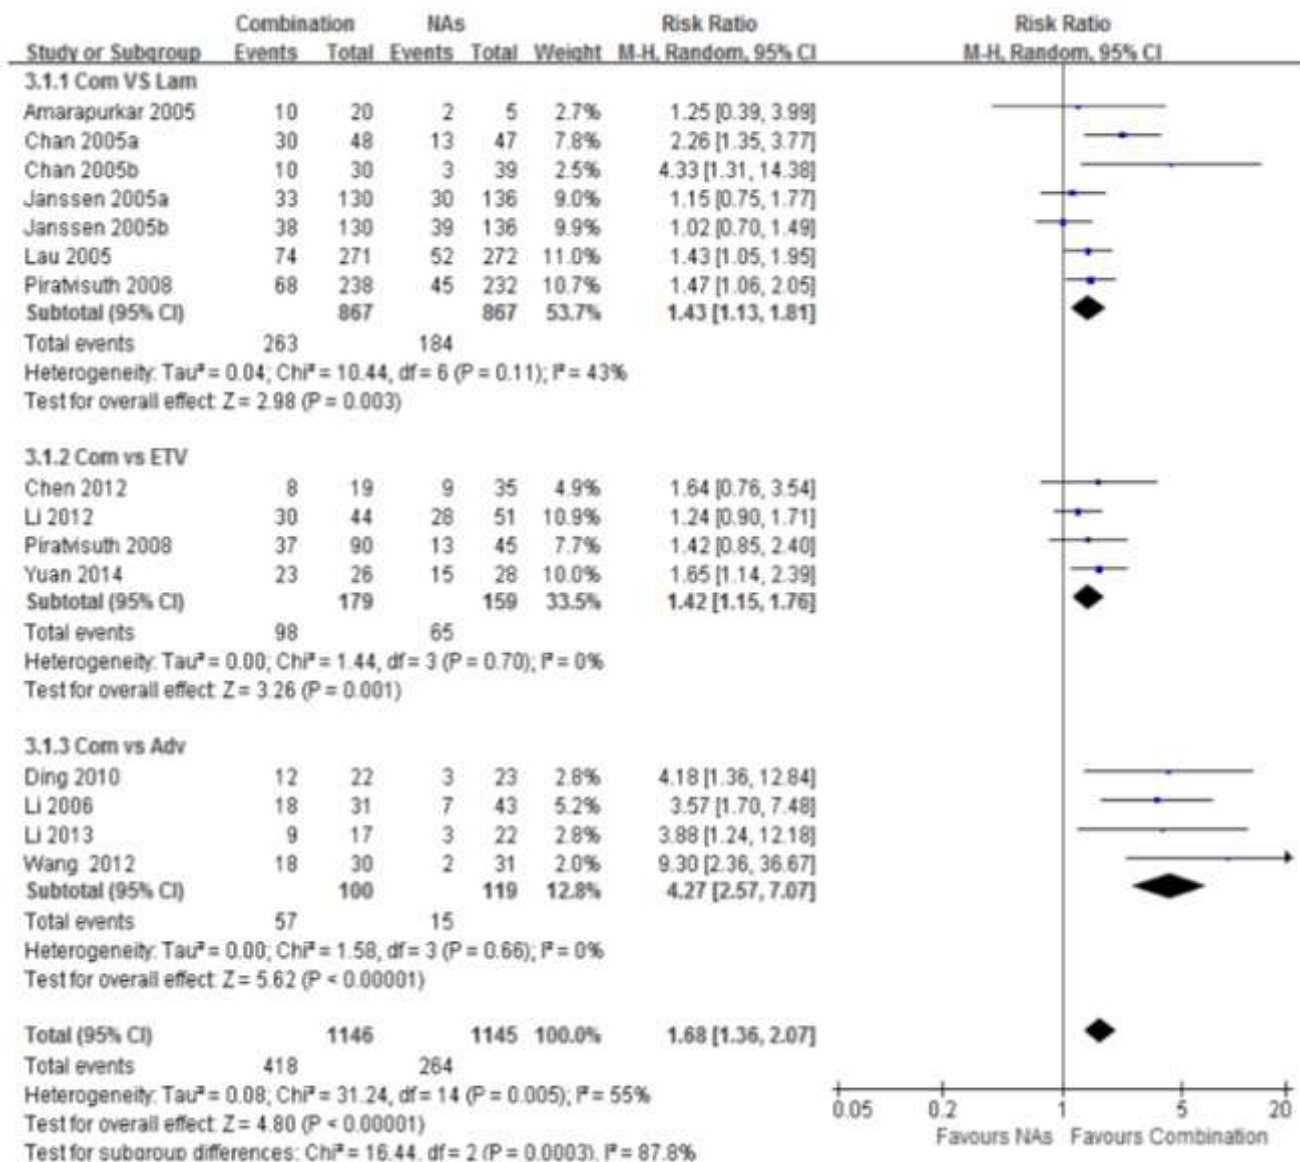 Combination NAs Risk Ratio Risk Ratio
Study or Subgroup Events Total Events Total Weight M-H, Random, 95% CI M-H, Random, 95% CI
3.1.1 Com VS Lam
Amarapurkar 2005 10 20 2 5 2.7% 1.25 [0.39, 3.99]
Chan 2005a 30 48 13 47 7.8% 2.26 [1.35, 3.77]
Chan 2005b 10 30 3 39 2.5% 4.33 [1.31, 14.38]
Janssen 2005a 33 130 30 136 9.0% 1.15 [0.75, 1.77]
Janssen 2005b 38 130 39 136 9.9% 1.02 [0.70, 1.49]
Lau 2005 74 271 52 272 11.0% 1.43 [1.05, 1.95]
Piratvisuth 2008 68 238 45 232 10.7% 1.47 [1.06, 2.05]
Subtotal (95% CI) 867 867 53.7% 1.43 [1.13, 1.81]
Total events 263 184
Heterogeneity: Tau² = 0.04; Chi² = 10.44, df = 6 (P = 0.11); I² = 43%
Test for overall effect: Z = 2.98 (P = 0.003)
3.1.2 Com vs ETV
Chen 2012 8 19 9 35 4.9% 1.64 [0.76, 3.54]
Li 2012 30 44 28 51 10.9% 1.24 [0.90, 1.71]
Piratvisuth 2008 37 90 13 45 7.7% 1.42 [0.85, 2.40]
Yuan 2014 23 26 15 28 10.0% 1.65 [1.14, 2.39]
Subtotal (95% CI) 179 159 33.5% 1.42 [1.15, 1.76]
Total events 98 65
Heterogeneity: Tau² = 0.00; Chi² = 1.44, df = 3 (P = 0.70); I² = 0%
Test for overall effect: Z = 3.26 (P = 0.001)
3.1.3 Com vs Adv
Ding 2010 12 22 3 23 2.8% 4.18 [1.36, 12.84]
Li 2006 18 31 7 43 5.2% 3.57 [1.70, 7.48]
Li 2013 9 17 3 22 2.8% 3.88 [1.24, 12.18]
Wang 2012 18 30 2 31 2.0% 9.30 [2.36, 36.67]
Subtotal (95% CI) 100 119 12.8% 4.27 [2.57, 7.07]
Total events 57 15
Heterogeneity: Tau² = 0.00; Chi² = 1.58, df = 3 (P = 0.66); I² = 0%
Test for overall effect: Z = 5.62 (P < 0.00001)
Total (95% CI) 1146 1145 100.0% 1.68 [1.36, 2.07]
Total events 418 264
Heterogeneity: Tau² = 0.08; Chi² = 31.24, df = 14 (P = 0.005); I² = 55%
Test for overall effect: Z = 4.80 (P < 0.00001)
Test for subgroup differences: Chi² = 16.44, df = 2 (P = 0.0003), I² = 87.8%
0.05 0.2 1 5 20
Favours NAs Favours Combination